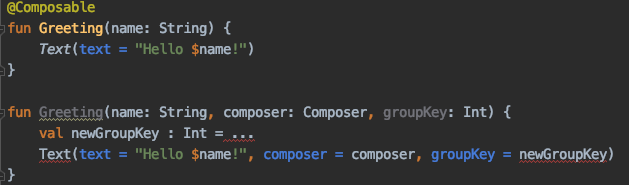 @Composable
fun Greeting(name: String) {
    Text(text = "Hello $name!")
}
fun Greeting(name: String, composer: Composer, groupKey: Int) {
    val newGroupKey : Int = ...
    Text(text = "Hello $name!", composer = composer, groupKey = newGroupKey)
}